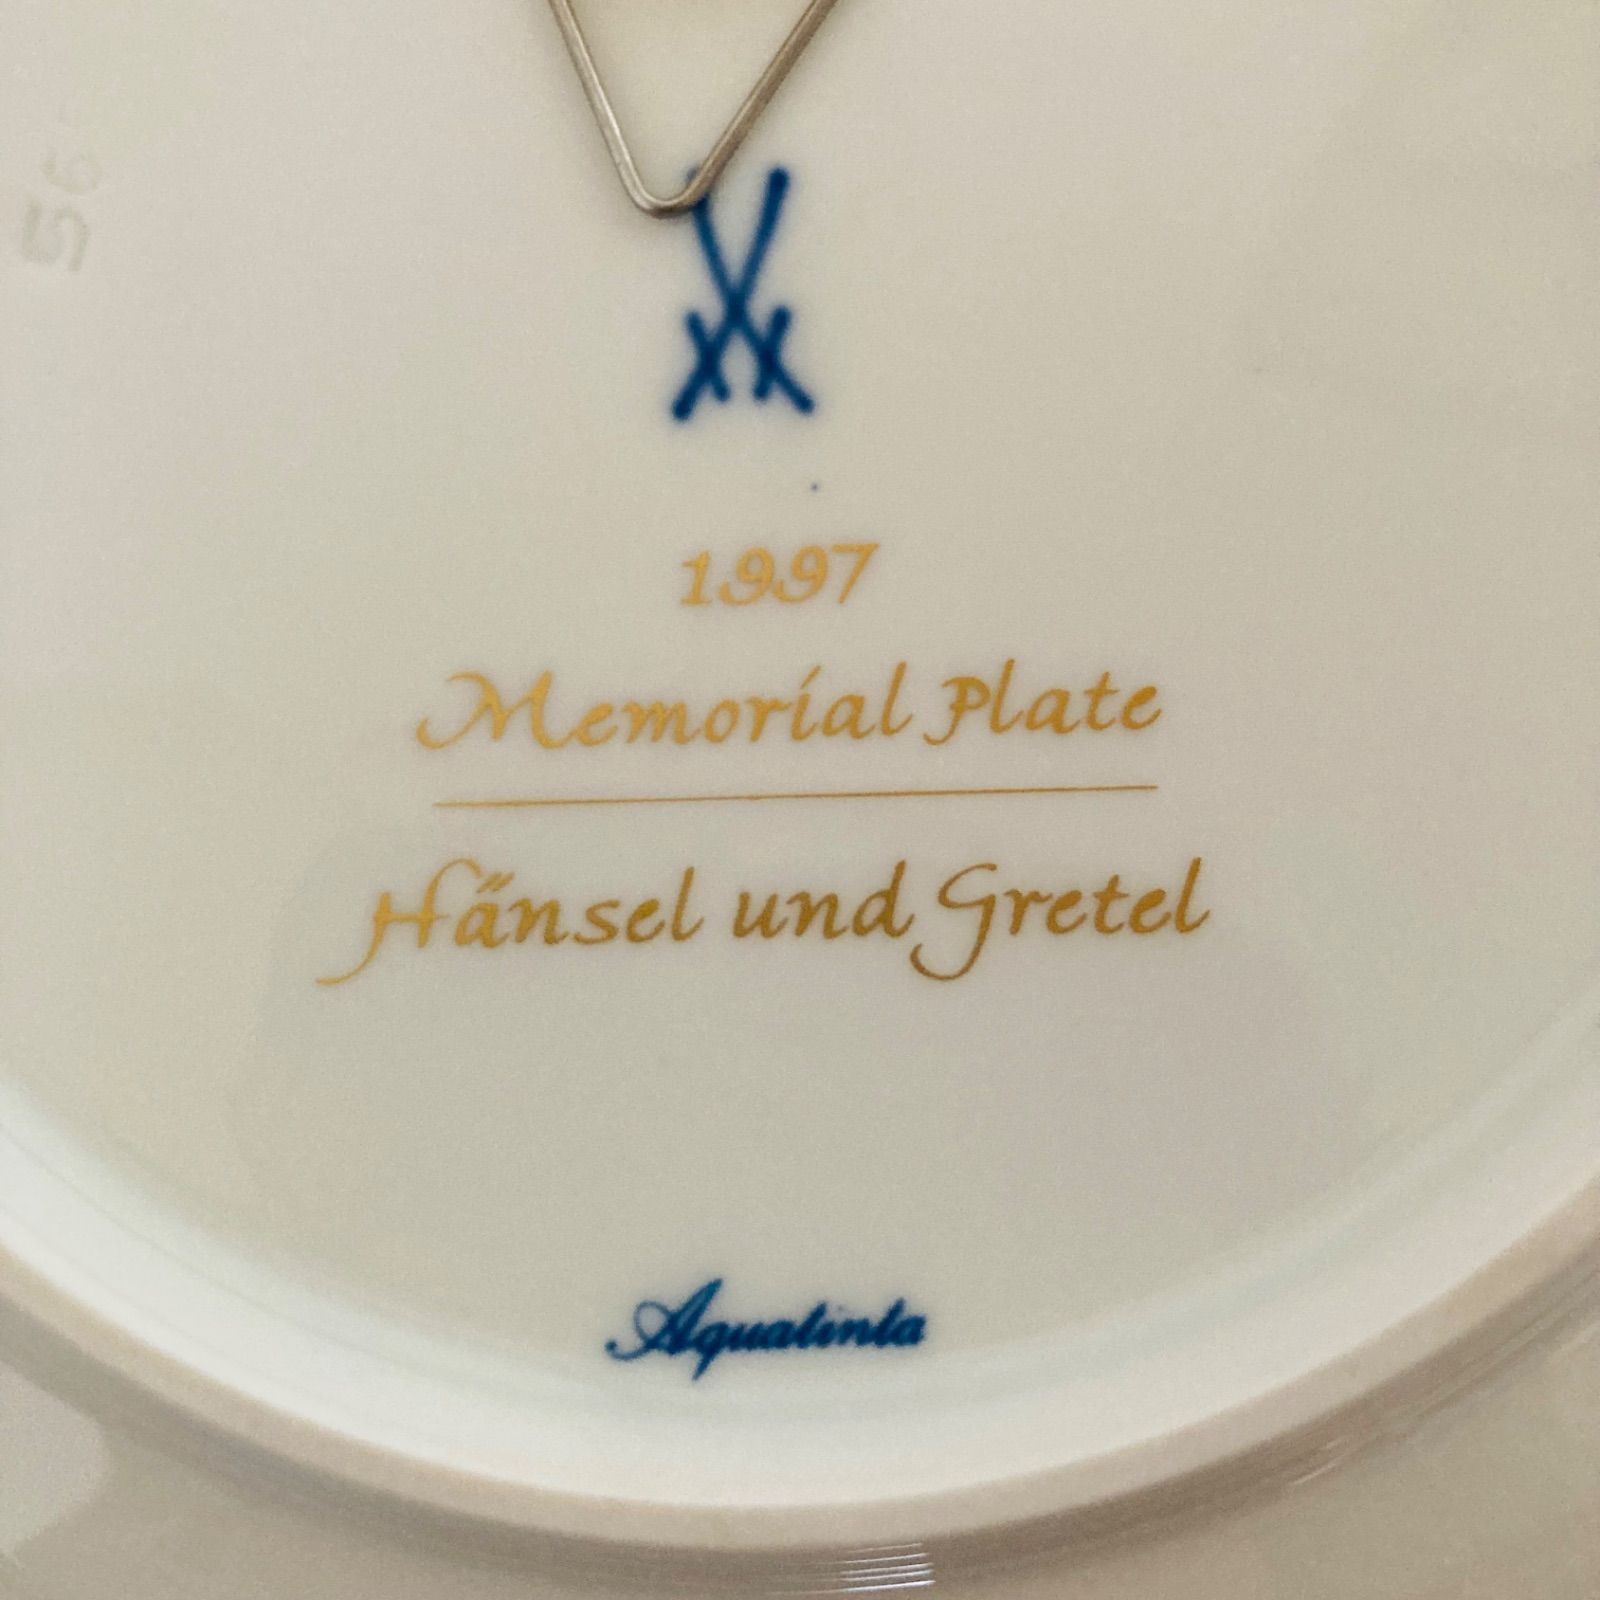 1997
Memorial Plate
Hänsel und Gretel
Aquatinta